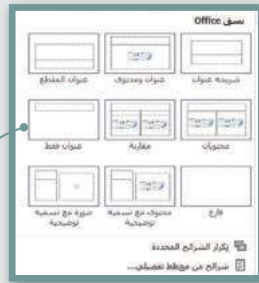 نسق Office
شريحة عنوان
عنوان ومحتوى
عنوان المقطع
محتويان
مقارنة
عنوان فقط
فارغ
محتوى مع تسمية توضيحية
صورة مع تسمية توضيحية
تكرار الشرائح المحددة
شرائح من مخطط تفصيلي...